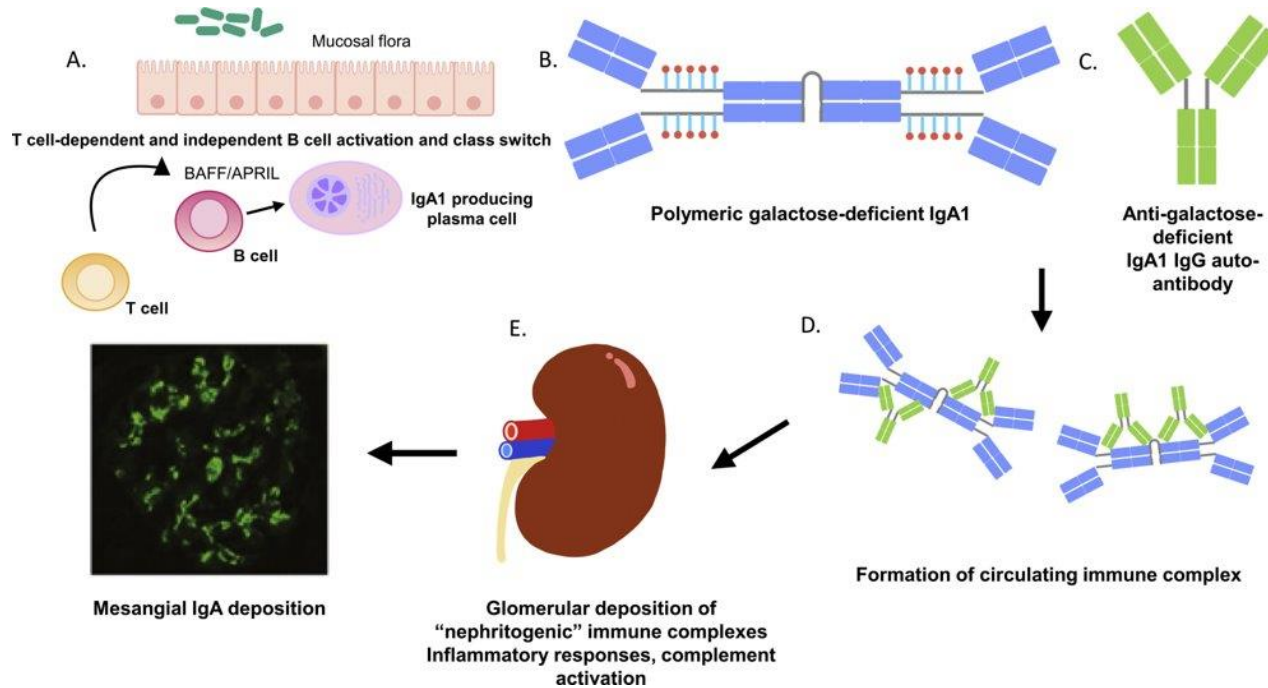 A.
Mucosal flora
T cell-dependent and independent B cell activation and class switch
BAFF/APRIL
IgA1 producing
plasma cell
B cell
T cell
B.
Polymeric galactose-deficient IgA1
C.
Anti-galactose-
deficient
IgA1 IgG auto-
antibody
D.
Formation of circulating immune complex
E.
Glomerular deposition of
“nephritogenic” immune complexes
Inflammatory responses, complement
activation
Mesangial IgA deposition